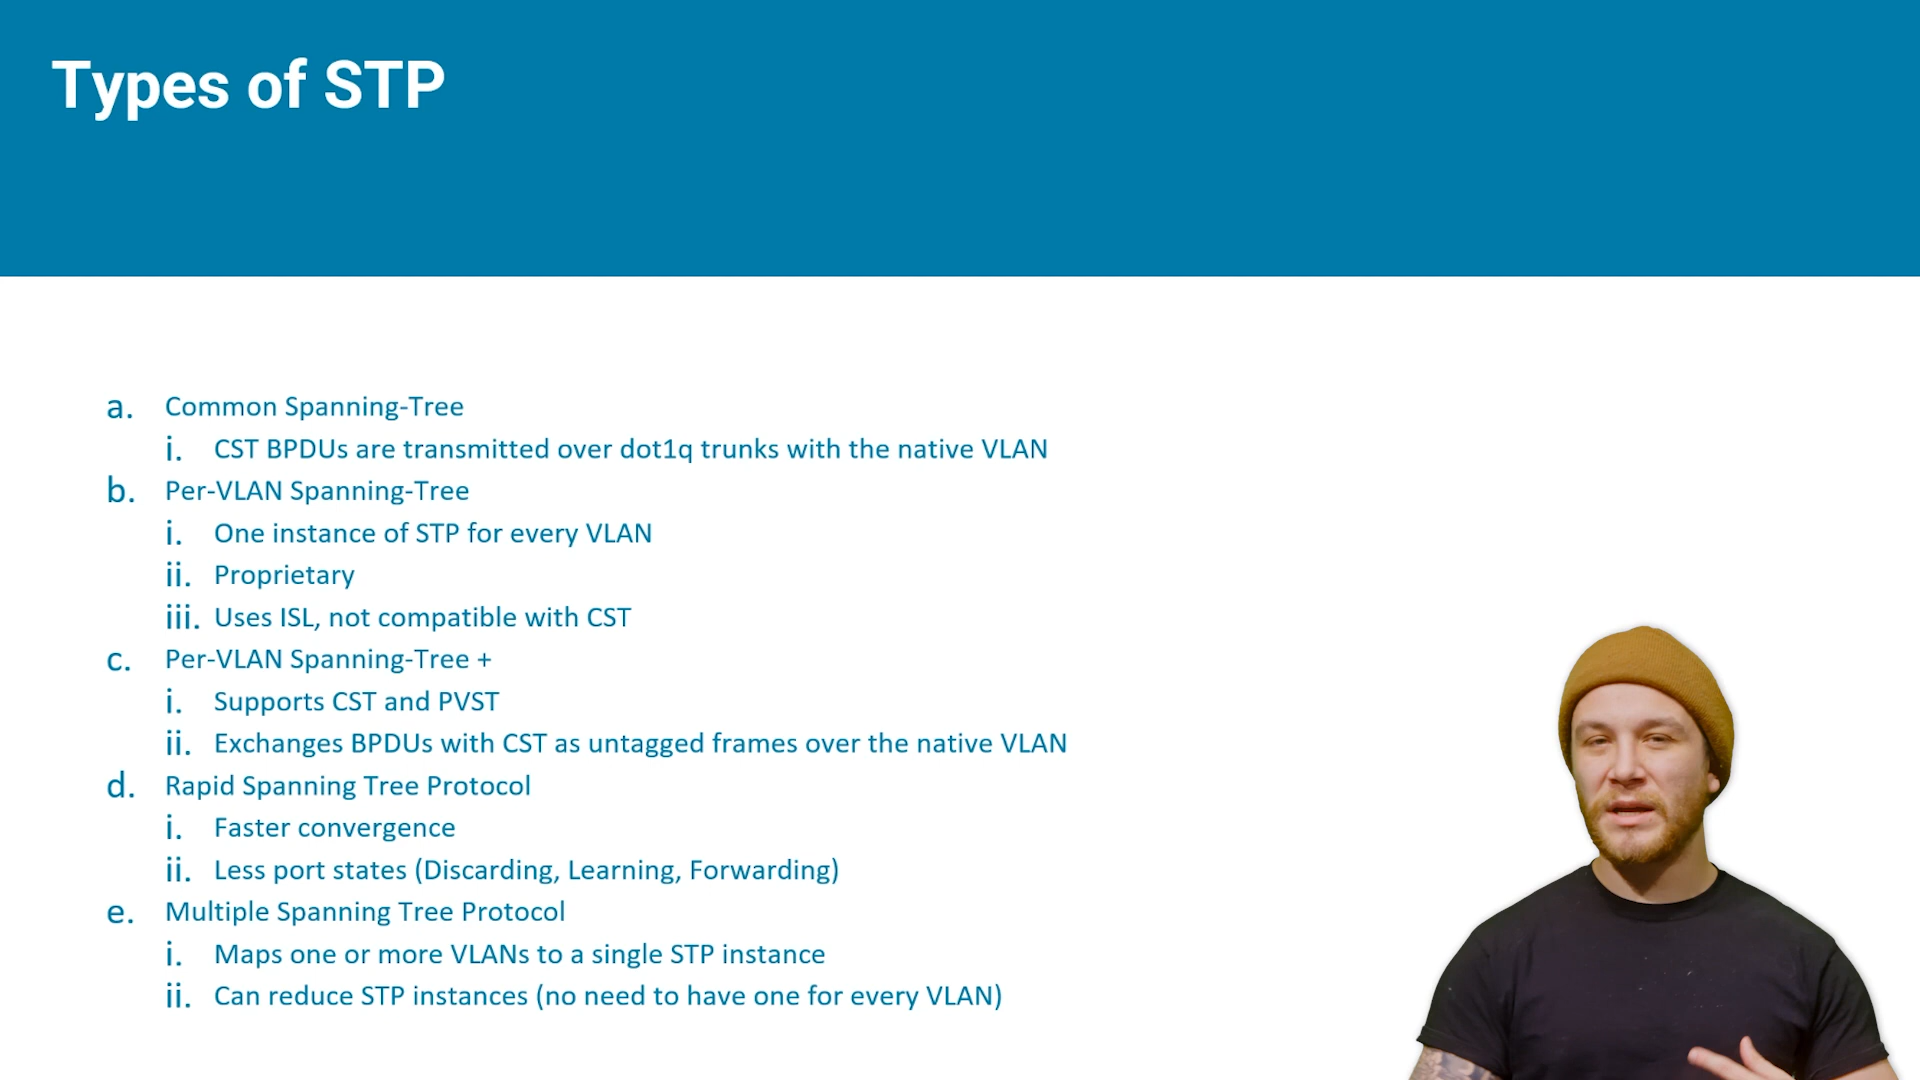 Types of STP
a. Common Spanning-Tree
i. CST BPDUs are transmitted over dot1q trunks with the native VLAN
b. Per-VLAN Spanning-Tree
i. One instance of STP for every VLAN
ii. Proprietary
iii. Uses ISL, not compatible with CST
c. Per-VLAN Spanning-Tree +
i. Supports CST and PVST
ii. Exchanges BPDUs with CST as untagged frames over the native VLAN
d. Rapid Spanning Tree Protocol
i. Faster convergence
ii. Less port states (Discarding, Learning, Forwarding)
e. Multiple Spanning Tree Protocol
i. Maps one or more VLANs to a single STP instance
ii. Can reduce STP instances (no need to have one for every VLAN)